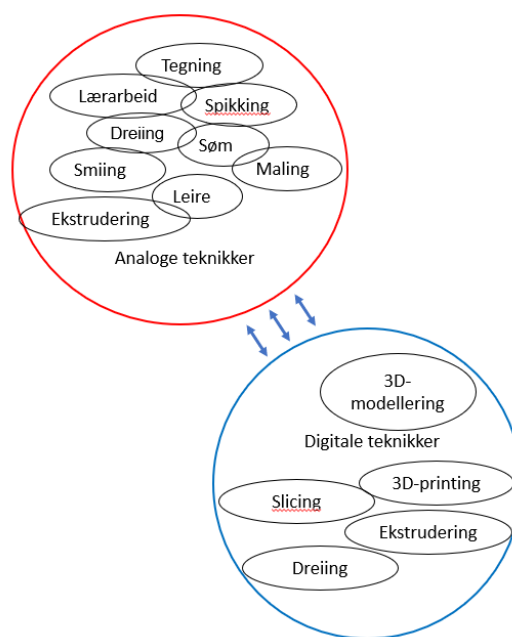 Tegning
Lærarbeid
Spikking
Dreiing
Søm
Smiing
Maling
Leire
Ekstrudering
Analoge teknikker
3D-
modellering
Digitale teknikker
3D-printing
Slicing
Ekstrudering
Dreiing